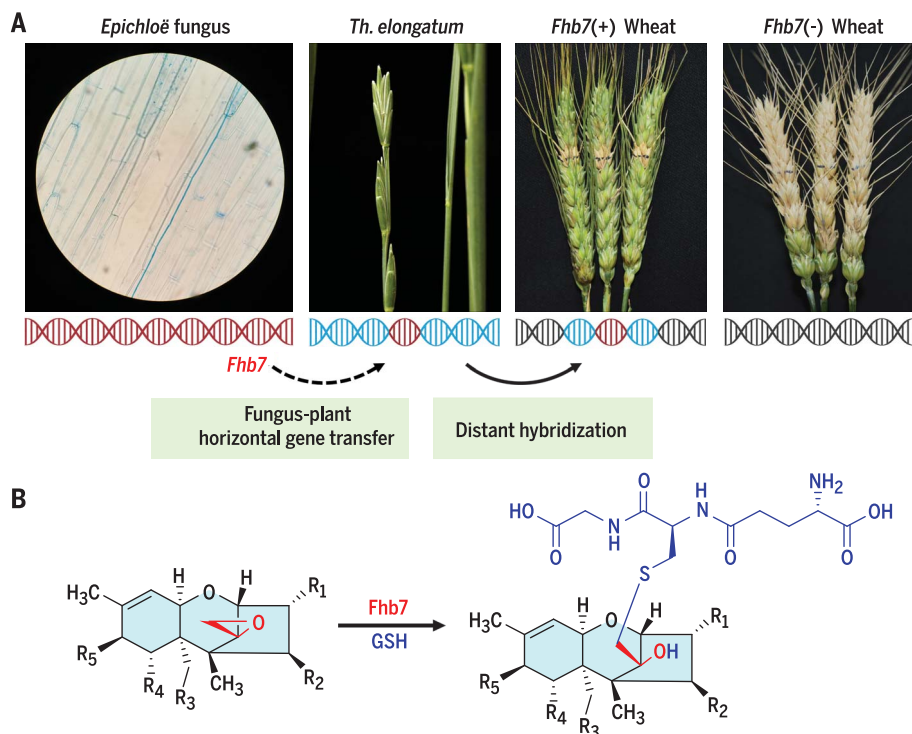 A
Epichloë fungus
Th. elongatum
Fhb7(+) Wheat
Fhb7(-) Wheat
Fhb7
Fungus-plant
horizontal gene transfer
Distant hybridization
B
H3C
H
O
H
R1
O
R5
R4
R3
CH3
R2
Fhb7
GSH
HO
O
N
H
O
H
N
O
NH2
OH
O
S
H3C
H
O
H
R1
OH
R5
R4
R3
CH3
R2